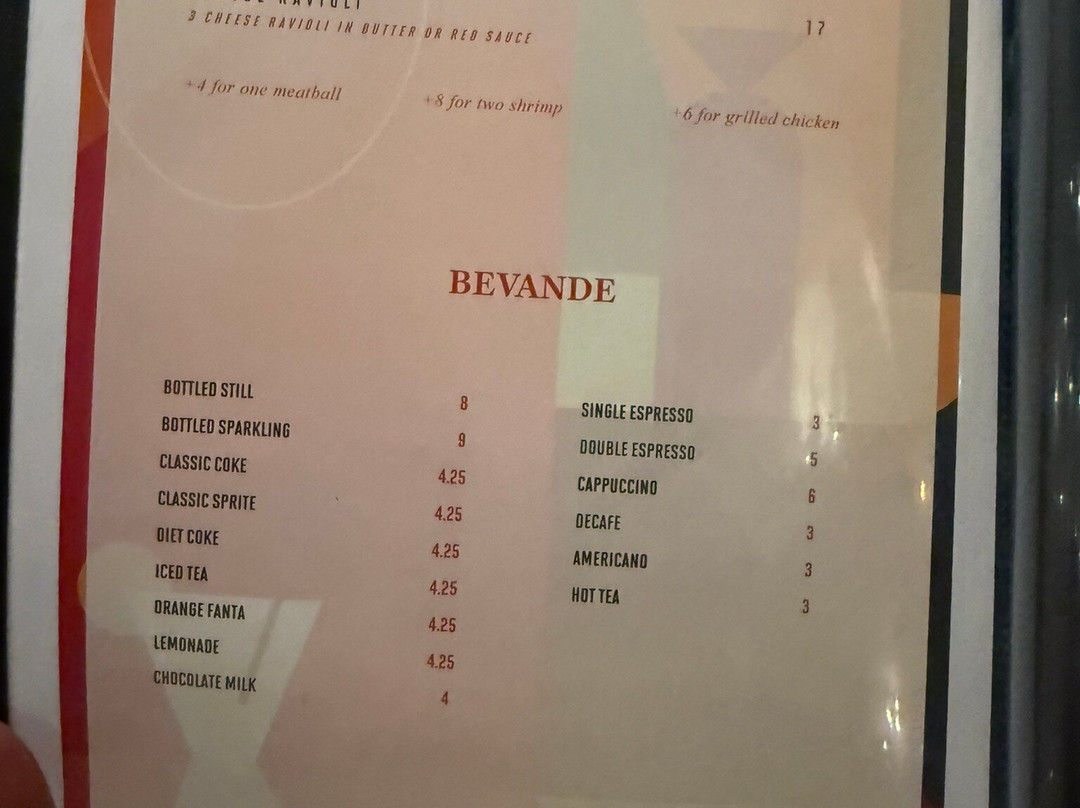 RAVIOLI
3 CHEESE RAVIOLI IN BUTTER OR RED SAUCE 17
+4 for one meatball +8 for two shrimp +6 for grilled chicken
BEVANDE
BOTTLED STILL 8
BOTTLED SPARKLING 9
CLASSIC COKE 4.25
CLASSIC SPRITE 4.25
DIET COKE 4.25
ICED TEA 4.25
ORANGE FANTA 4.25
LEMONADE 4.25
CHOCOLATE MILK 4
SINGLE ESPRESSO 3
DOUBLE ESPRESSO 5
CAPPUCCINO 6
DECAFE 3
AMERICANO 3
HOT TEA 3